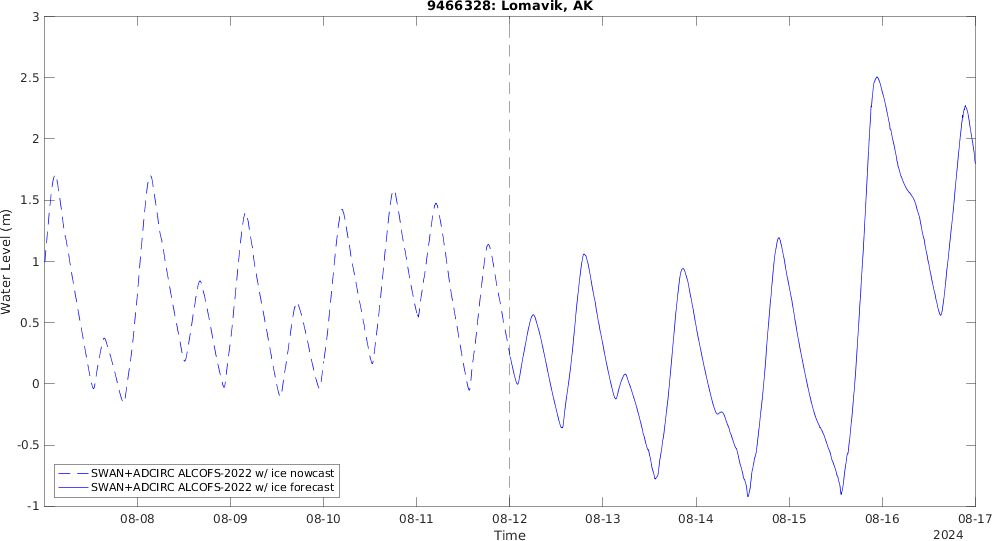 9466328: Lomavik, AK
3
2.5
2
1.5
1
0.5
0
-0.5
-1
Water Level (m)
SWAN+ADCIRC ALCOFS-2022 w/ ice nowcast
SWAN+ADCIRC ALCOFS-2022 w/ ice forecast
08-08 08-09 08-10 08-11 08-12 08-13 08-14 08-15 08-16 08-17
Time
2024